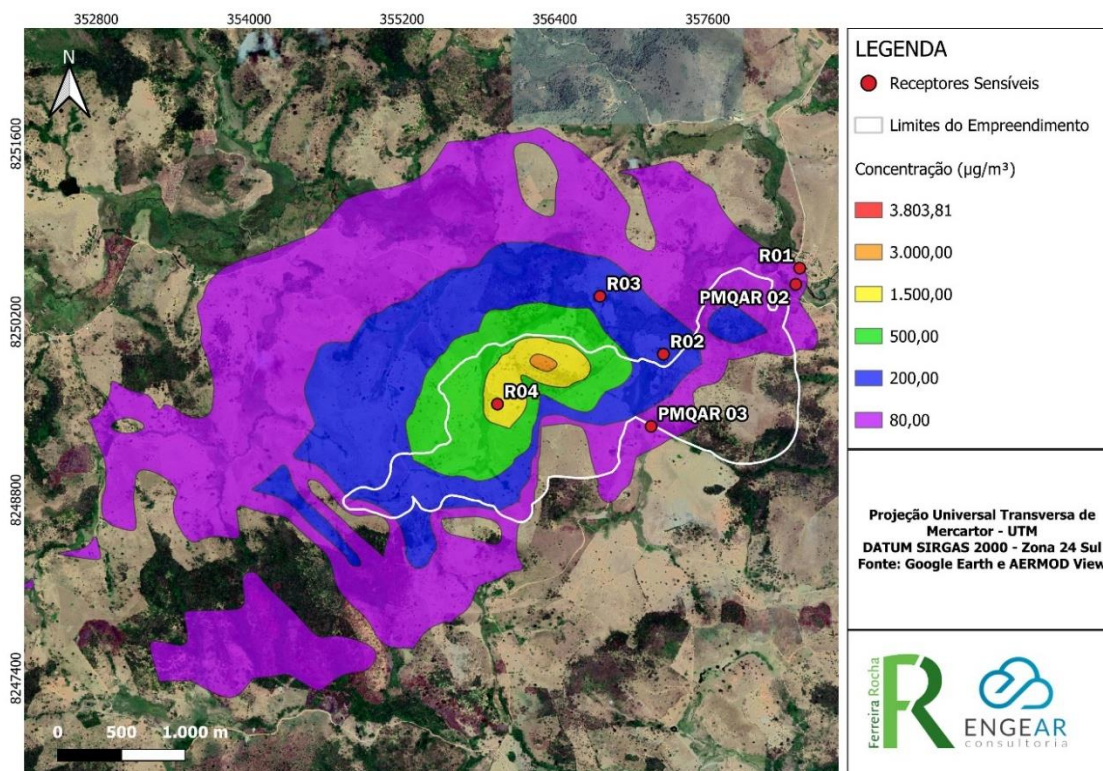 352800 354000 355200 356400 357600
N
8251600
8250200
8248800
8247400
R01
PMQAR 02
R03
R02
R04
PMQAR 03
0 500 1.000 m
LEGENDA
Receptores Sensíveis
Limites do Empreendimento
Concentração (µg/m³)
3.803,81
3.000,00
1.500,00
500,00
200,00
80,00
Projeção Universal Transversa de
Mercartor - UTM
DATUM SIRGAS 2000 - Zona 24 Sul
Fonte: Google Earth e AERMOD View
Ferreira Rocha
FR
ENGEAR
consultoria